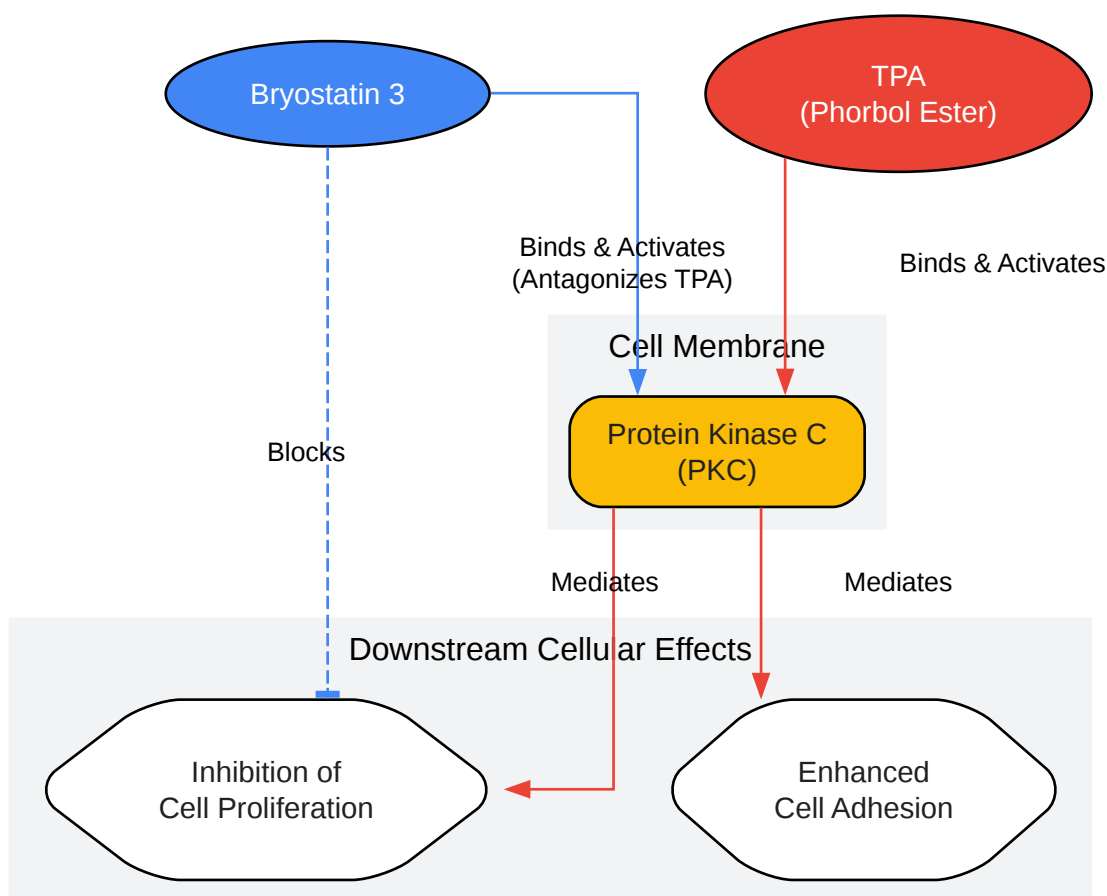 Bryostatin 3
TPA
(Phorbol Ester)
Binds & Activates
(Antagonizes TPA)
Binds & Activates
Cell Membrane
Protein Kinase C
(PKC)
Blocks
Mediates
Mediates
Downstream Cellular Effects
Inhibition of
Cell Proliferation
Enhanced
Cell Adhesion